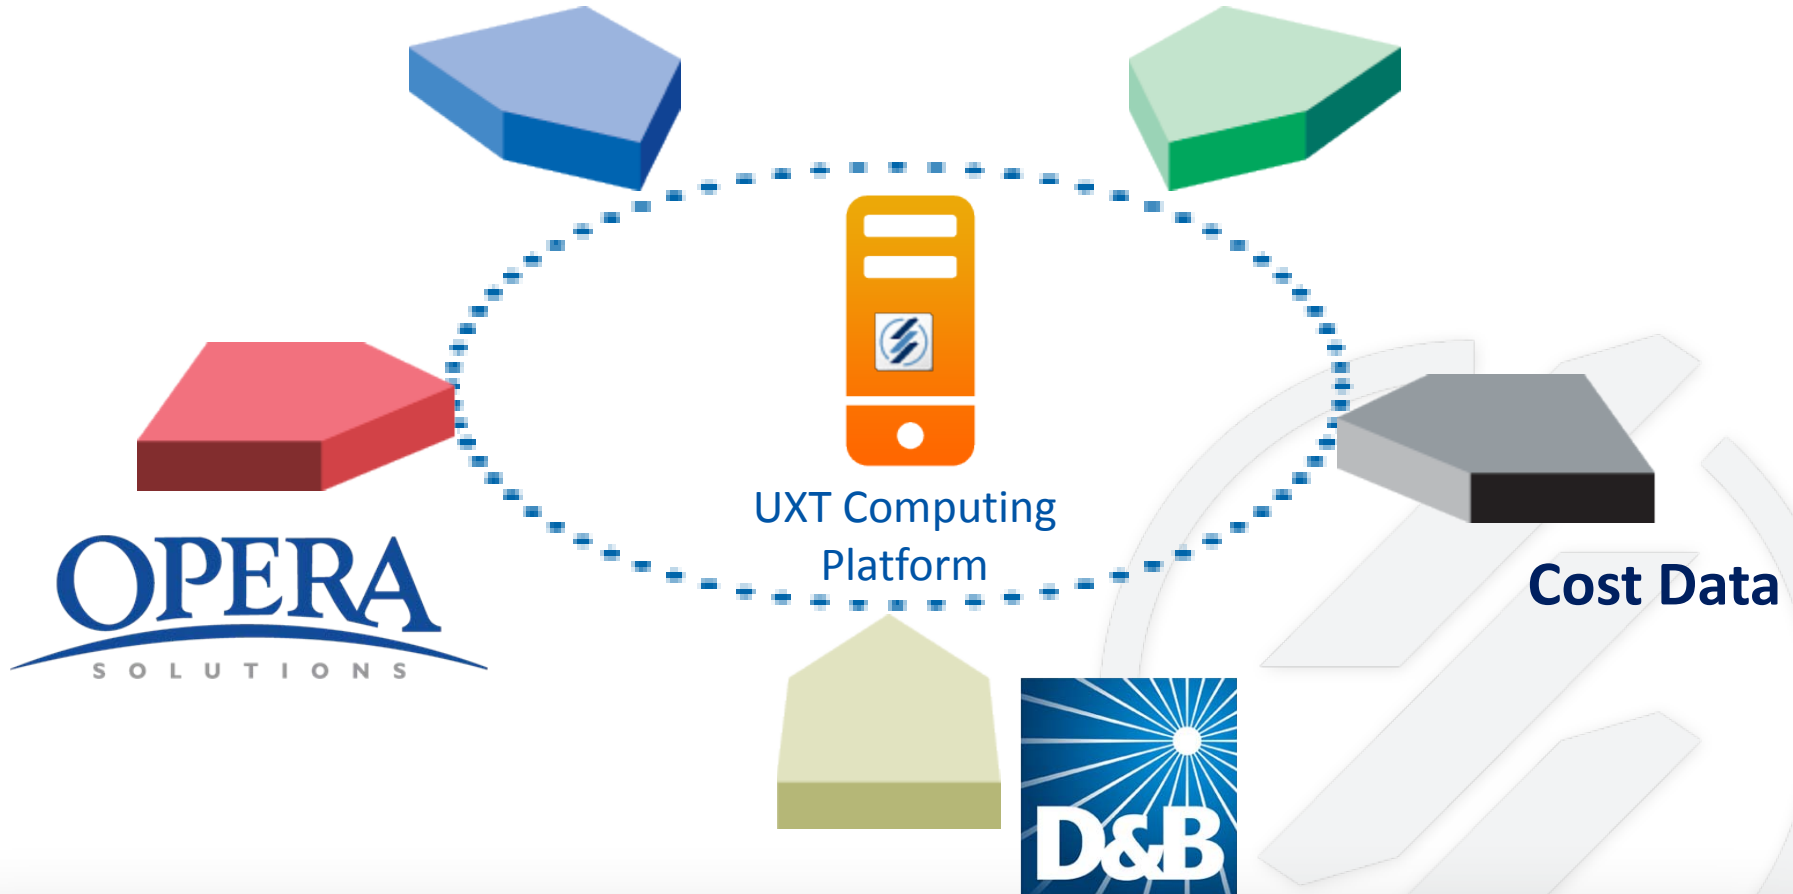 UXT Computing
Platform
OPERA
SOLUTIONS
Cost Data
D&B